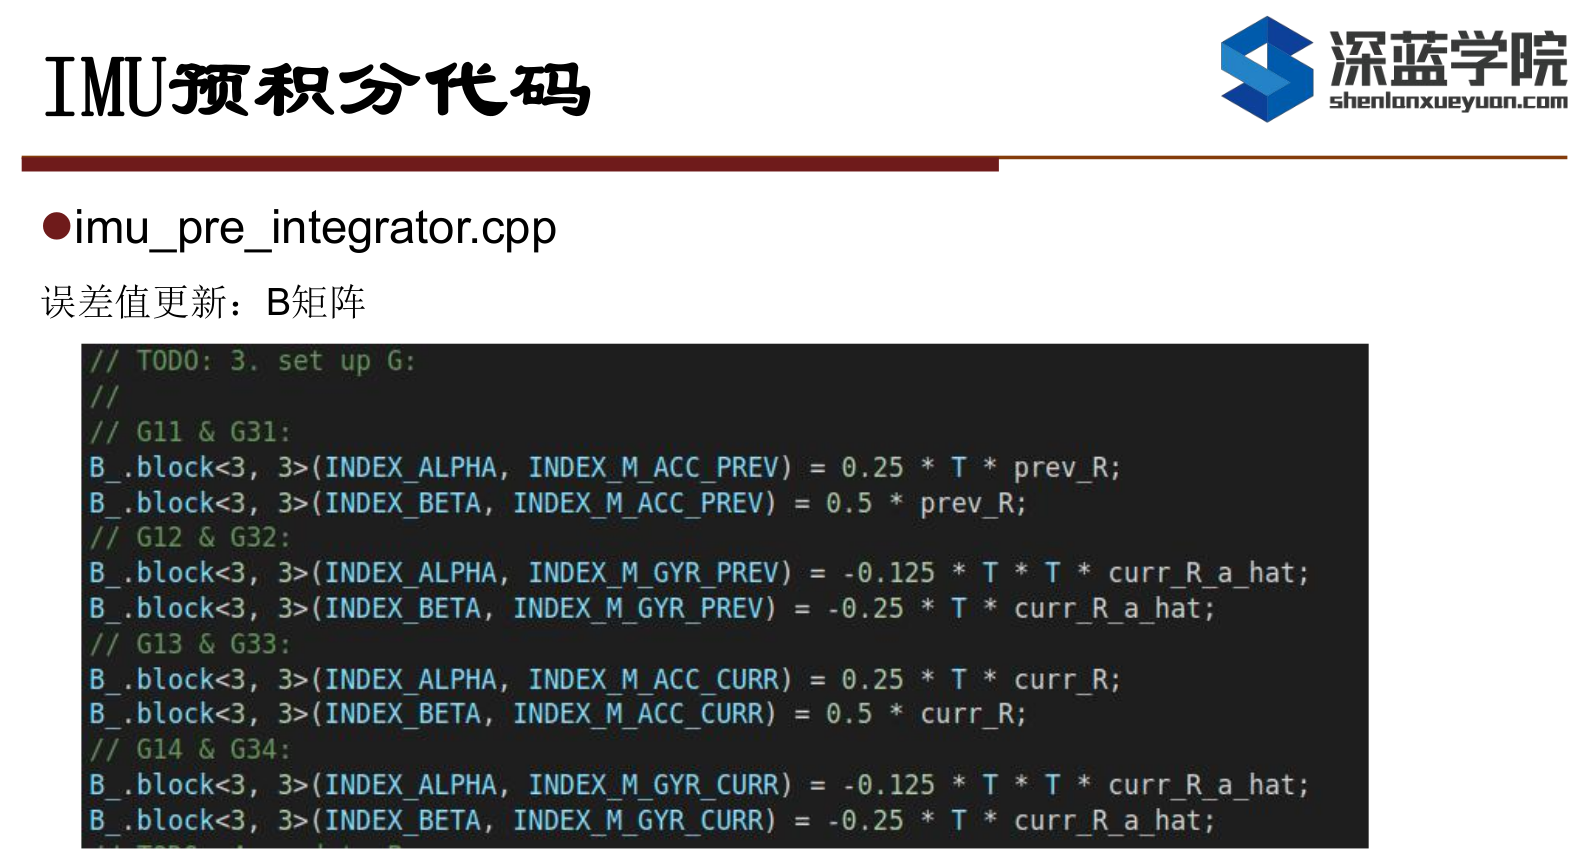 IMU预积分代码
深蓝学院
shenlanxueyuan.com
imu_pre_integrator.cpp
误差值更新：B矩阵
// TODO: 3. set up G:
//
// G11 & G31:
B_.block<3, 3>(INDEX_ALPHA, INDEX_M_ACC_PREV) = 0.25 * T * prev_R;
B_.block<3, 3>(INDEX_BETA, INDEX_M_ACC_PREV) = 0.5 * prev_R;
// G12 & G32:
B_.block<3, 3>(INDEX_ALPHA, INDEX_M_GYR_PREV) = -0.125 * T * T * curr_R_a_hat;
B_.block<3, 3>(INDEX_BETA, INDEX_M_GYR_PREV) = -0.25 * T * curr_R_a_hat;
// G13 & G33:
B_.block<3, 3>(INDEX_ALPHA, INDEX_M_ACC_CURR) = 0.25 * T * curr_R;
B_.block<3, 3>(INDEX_BETA, INDEX_M_ACC_CURR) = 0.5 * curr_R;
// G14 & G34:
B_.block<3, 3>(INDEX_ALPHA, INDEX_M_GYR_CURR) = -0.125 * T * T * curr_R_a_hat;
B_.block<3, 3>(INDEX_BETA, INDEX_M_GYR_CURR) = -0.25 * T * curr_R_a_hat;